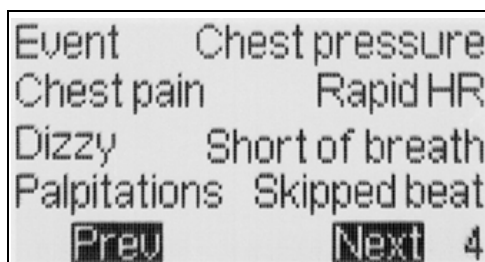 Event Chest pressure
Chest pain Rapid HR
Dizzy Short of breath
Palpitations Skipped beat
Prev Next 4